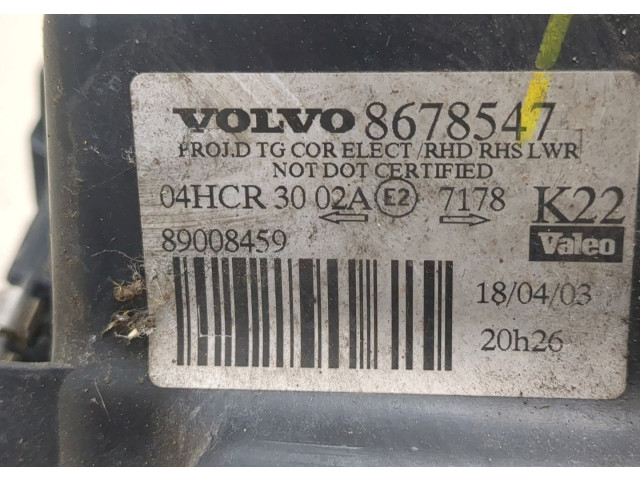 VOLVO 8678547
PROJ.D TG COR ELECT /RHD RHS LWR
NOT DOT CERTIFIED
04HCR 30 02A E2 7178 K22
89008459 Valeo
18/04/03
20h26